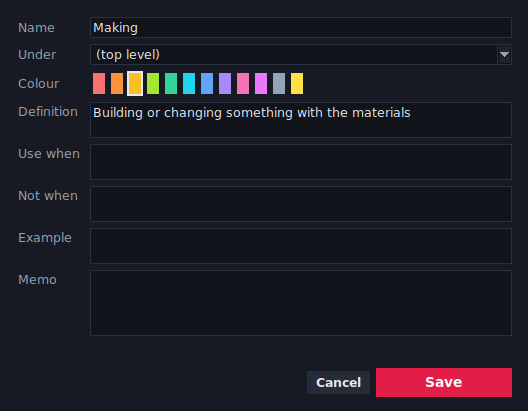 Name Making
Under (top level)
Colour
Definition Building or changing something with the materials
Use when
Not when
Example
Memo
Cancel Save